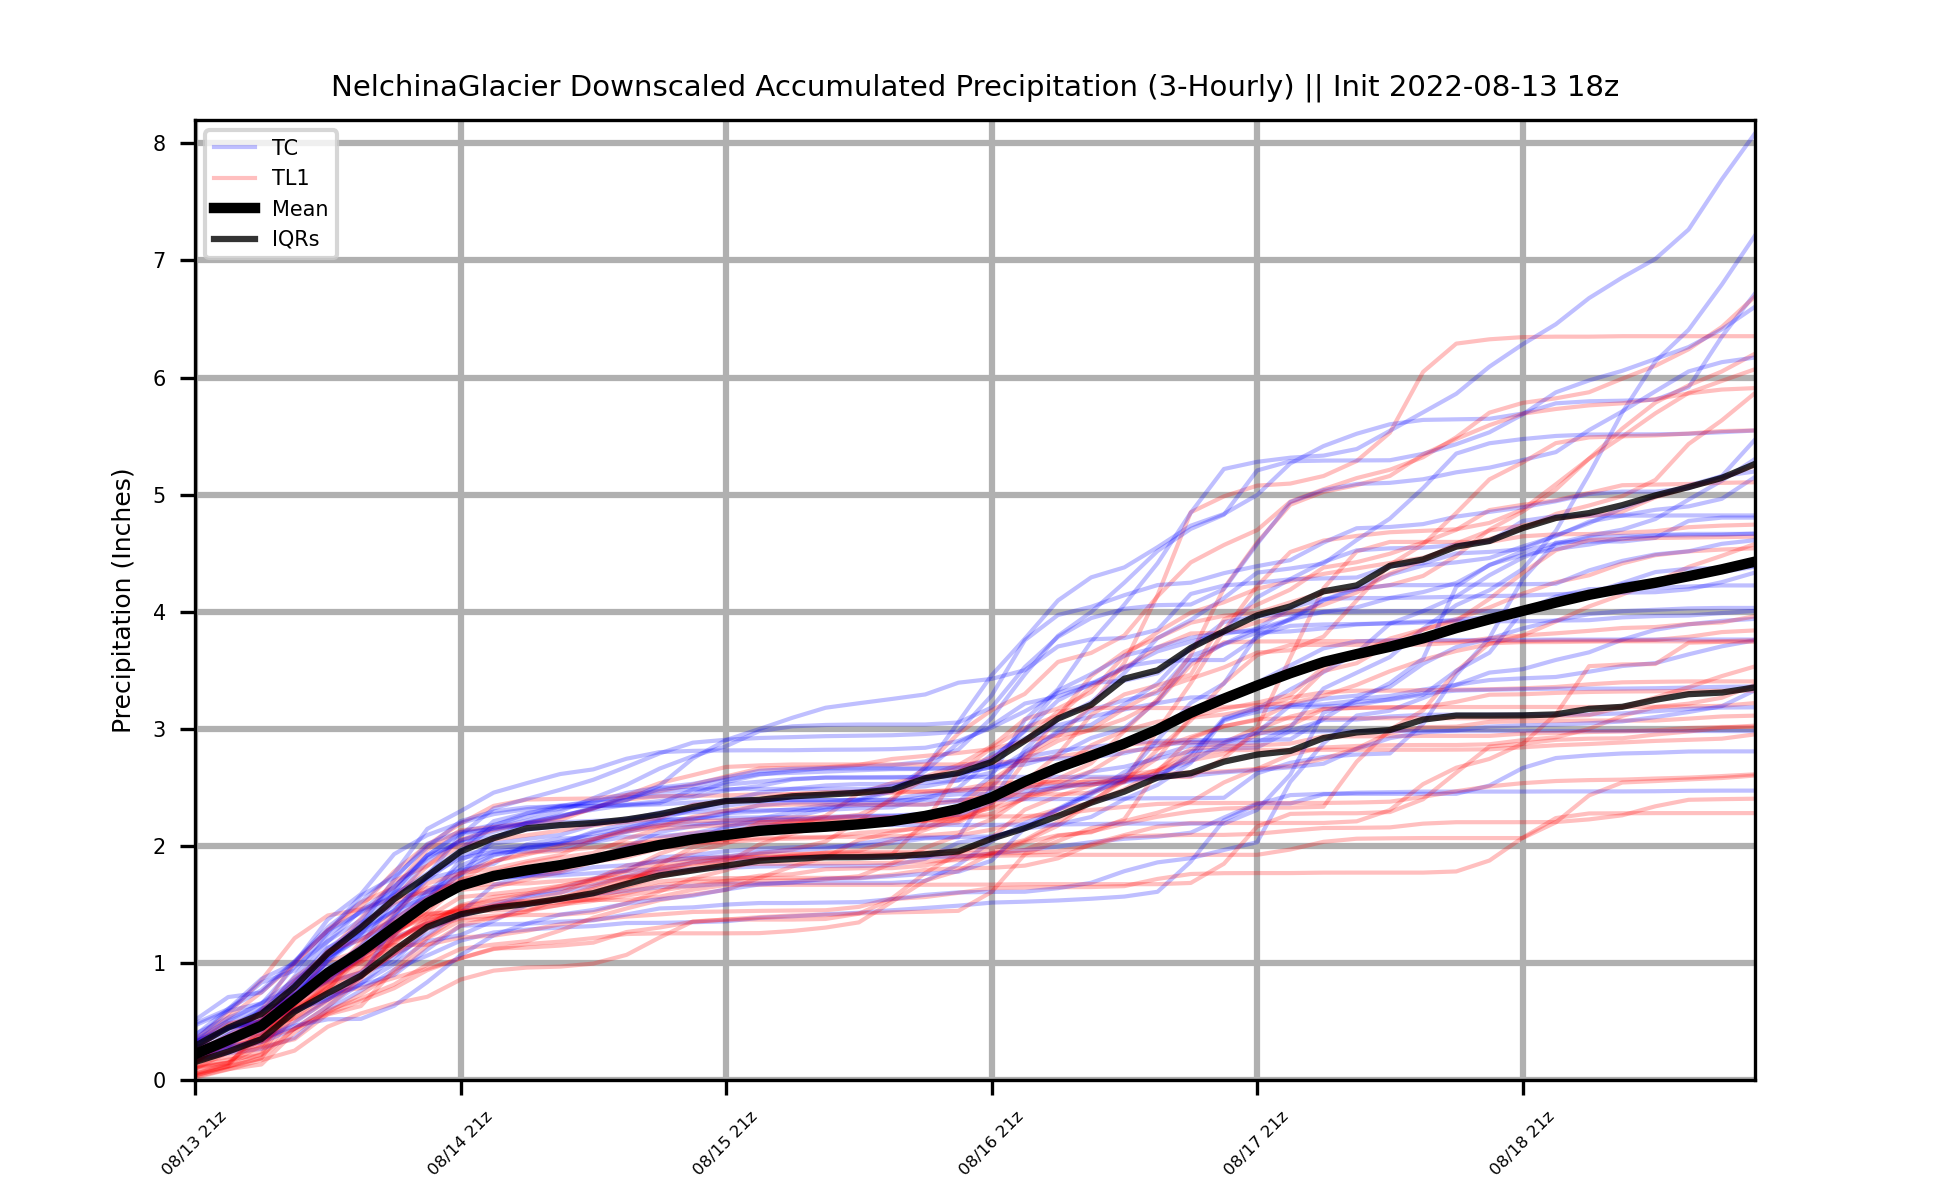 NelchinaGlacier Downscaled Accumulated Precipitation (3-Hourly) || Init 2022-08-13 18z
TC
TL1
Mean
IQRs
Precipitation (Inches)
8
7
6
5
4
3
2
1
0
08/13 21z
08/14 21z
08/15 21z
08/16 21z
08/17 21z
08/18 21z